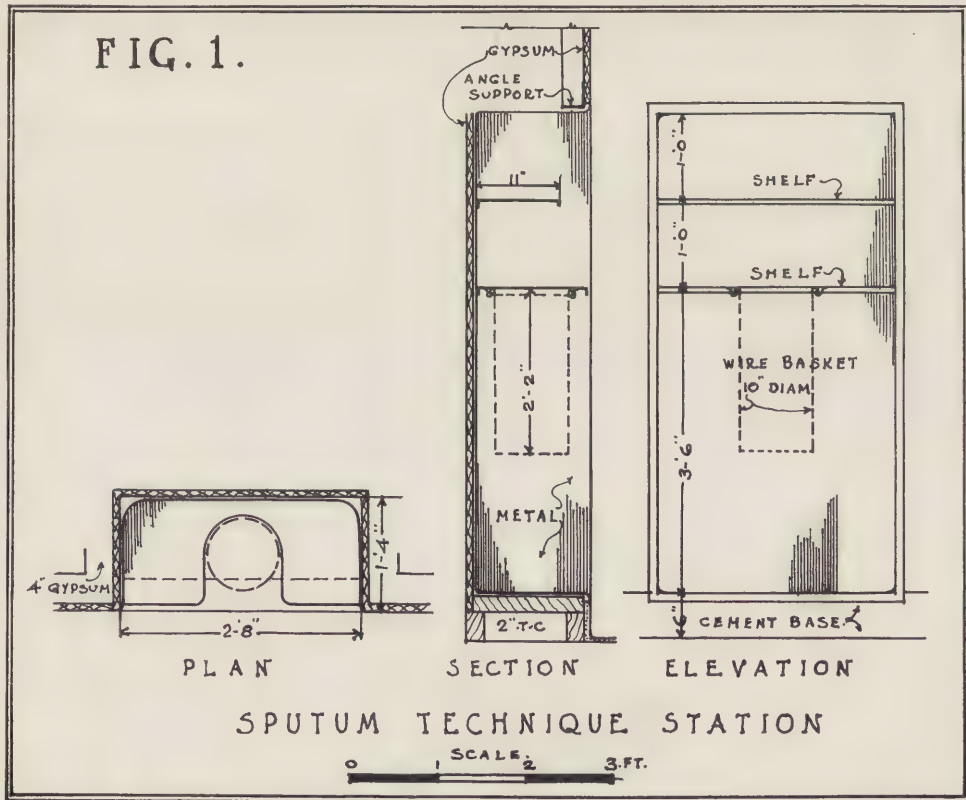 FIG. 1.
GYPSUM
ANGLE
SUPPORT
11"
2'-2"
METAL
2" T-C
1'-0"
SHELF
1'-0"
SHELF
WIRE BASKET
10" DIAM
3'-6"
6"
CEMENT BASE
4" GYPSUM
1'-4"
2'-8"
PLAN
SECTION
ELEVATION
SPUTUM TECHNIQUE STATION
SCALE.
0 1 2 3 FT.